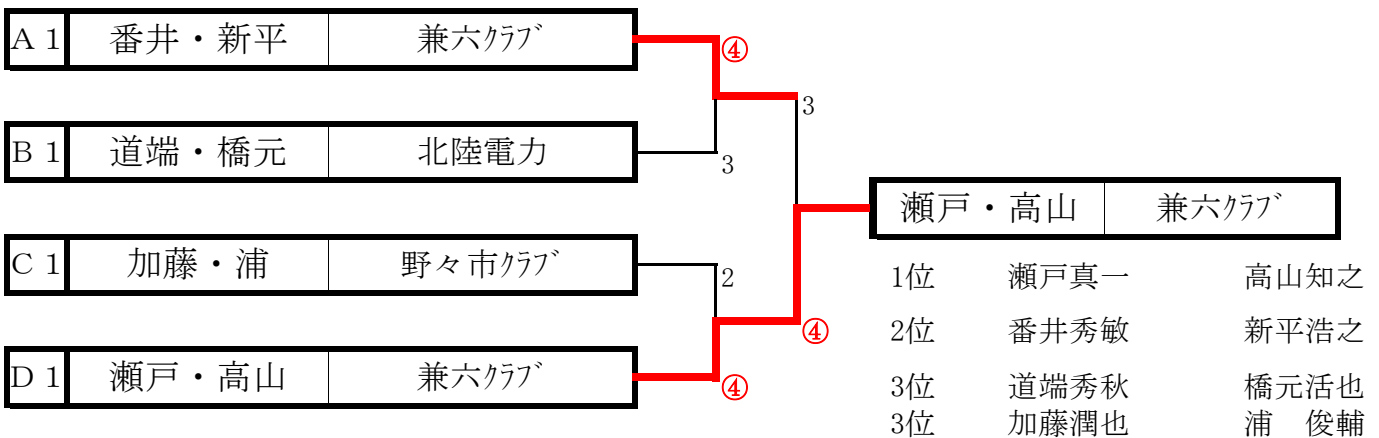 A 1 番井・新平 兼六ｸﾗﾌﾞ
④
3
B 1 道端・橋元 北陸電力
3
瀬戸・高山 兼六ｸﾗﾌﾞ
C 1 加藤・浦 野々市ｸﾗﾌﾞ
2
④
D 1 瀬戸・高山 兼六ｸﾗﾌﾞ
④
1位 瀬戸真一 高山知之
2位 番井秀敏 新平浩之
3位 道端秀秋 橋元活也
3位 加藤潤也 浦　俊輔